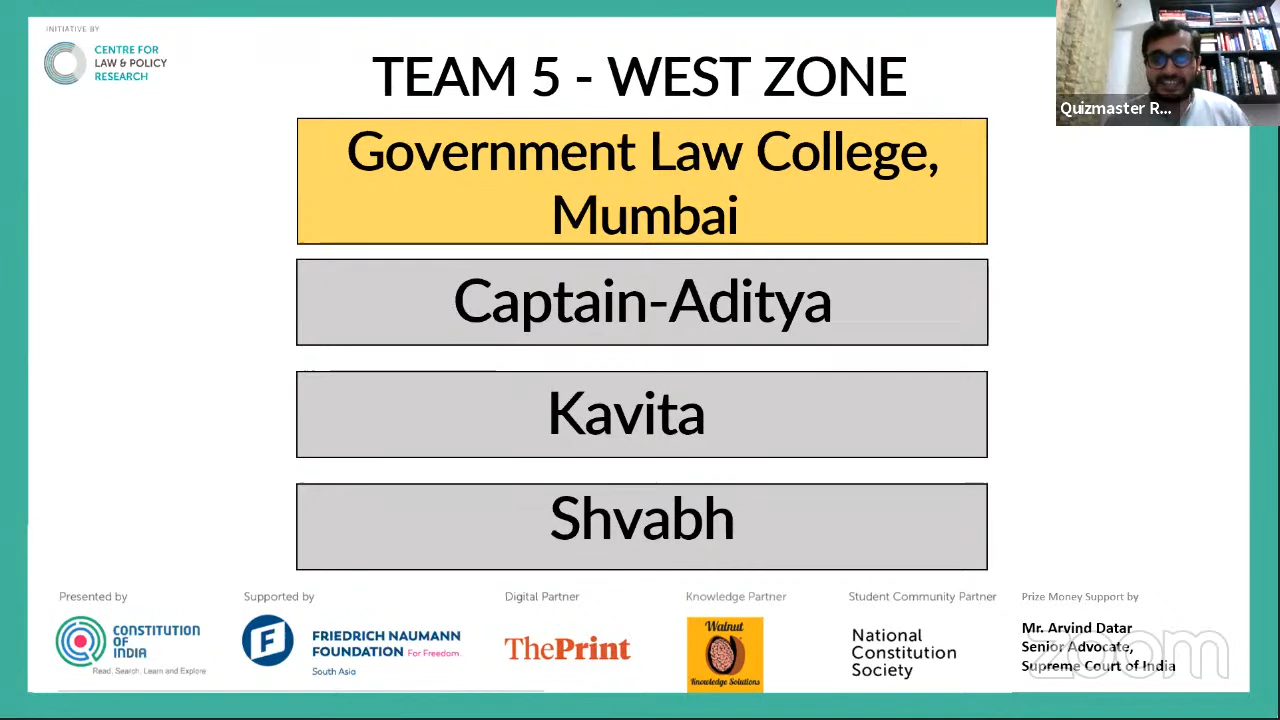 INITIATIVE BY
CENTRE FOR
LAW & POLICY
RESEARCH
TEAM 5 - WEST ZONE
Quizmaster R...
Government Law College,
Mumbai
Captain-Aditya
Kavita
Shvabh
Presented by
CONSTITUTION
OF
INDIA
Read, Search, Learn and Explore
Supported by
FRIEDRICH NAUMANN
FOUNDATION For Freedom.
South Asia
Digital Partner
ThePrint
Knowledge Partner
Walnut
Knowledge Solutions
Student Community Partner
National
Constitution
Society
Prize Money Support by
Mr. Arvind Datar
Senior Advocate,
Supreme Court of India
zoom